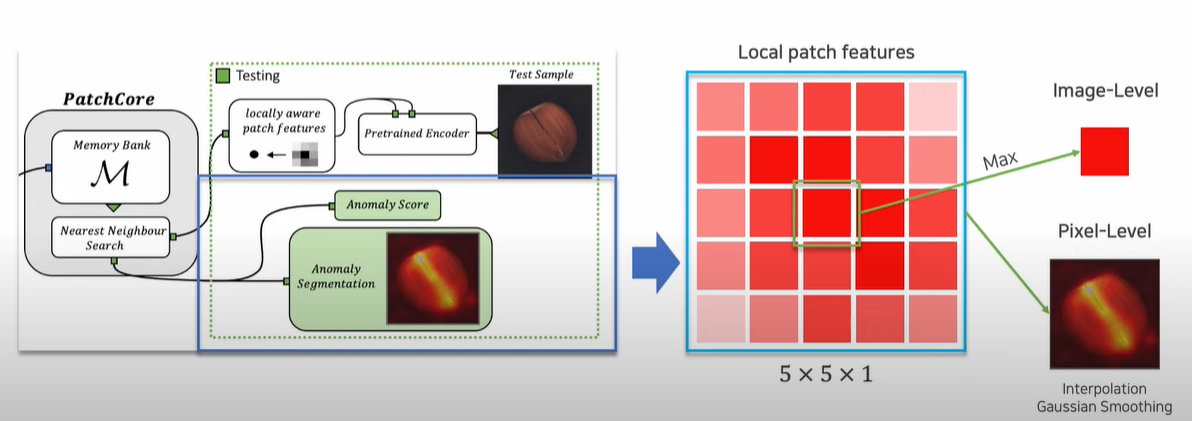 PatchCore
Memory Bank
ℳ
Nearest Neighbour
Search
Testing
locally aware
patch features
Pretrained Encoder
Test Sample
Anomaly Score
Anomaly
Segmentation
Local patch features
5 × 5 × 1
Max
Image-Level
Pixel-Level
Interpolation
Gaussian Smoothing